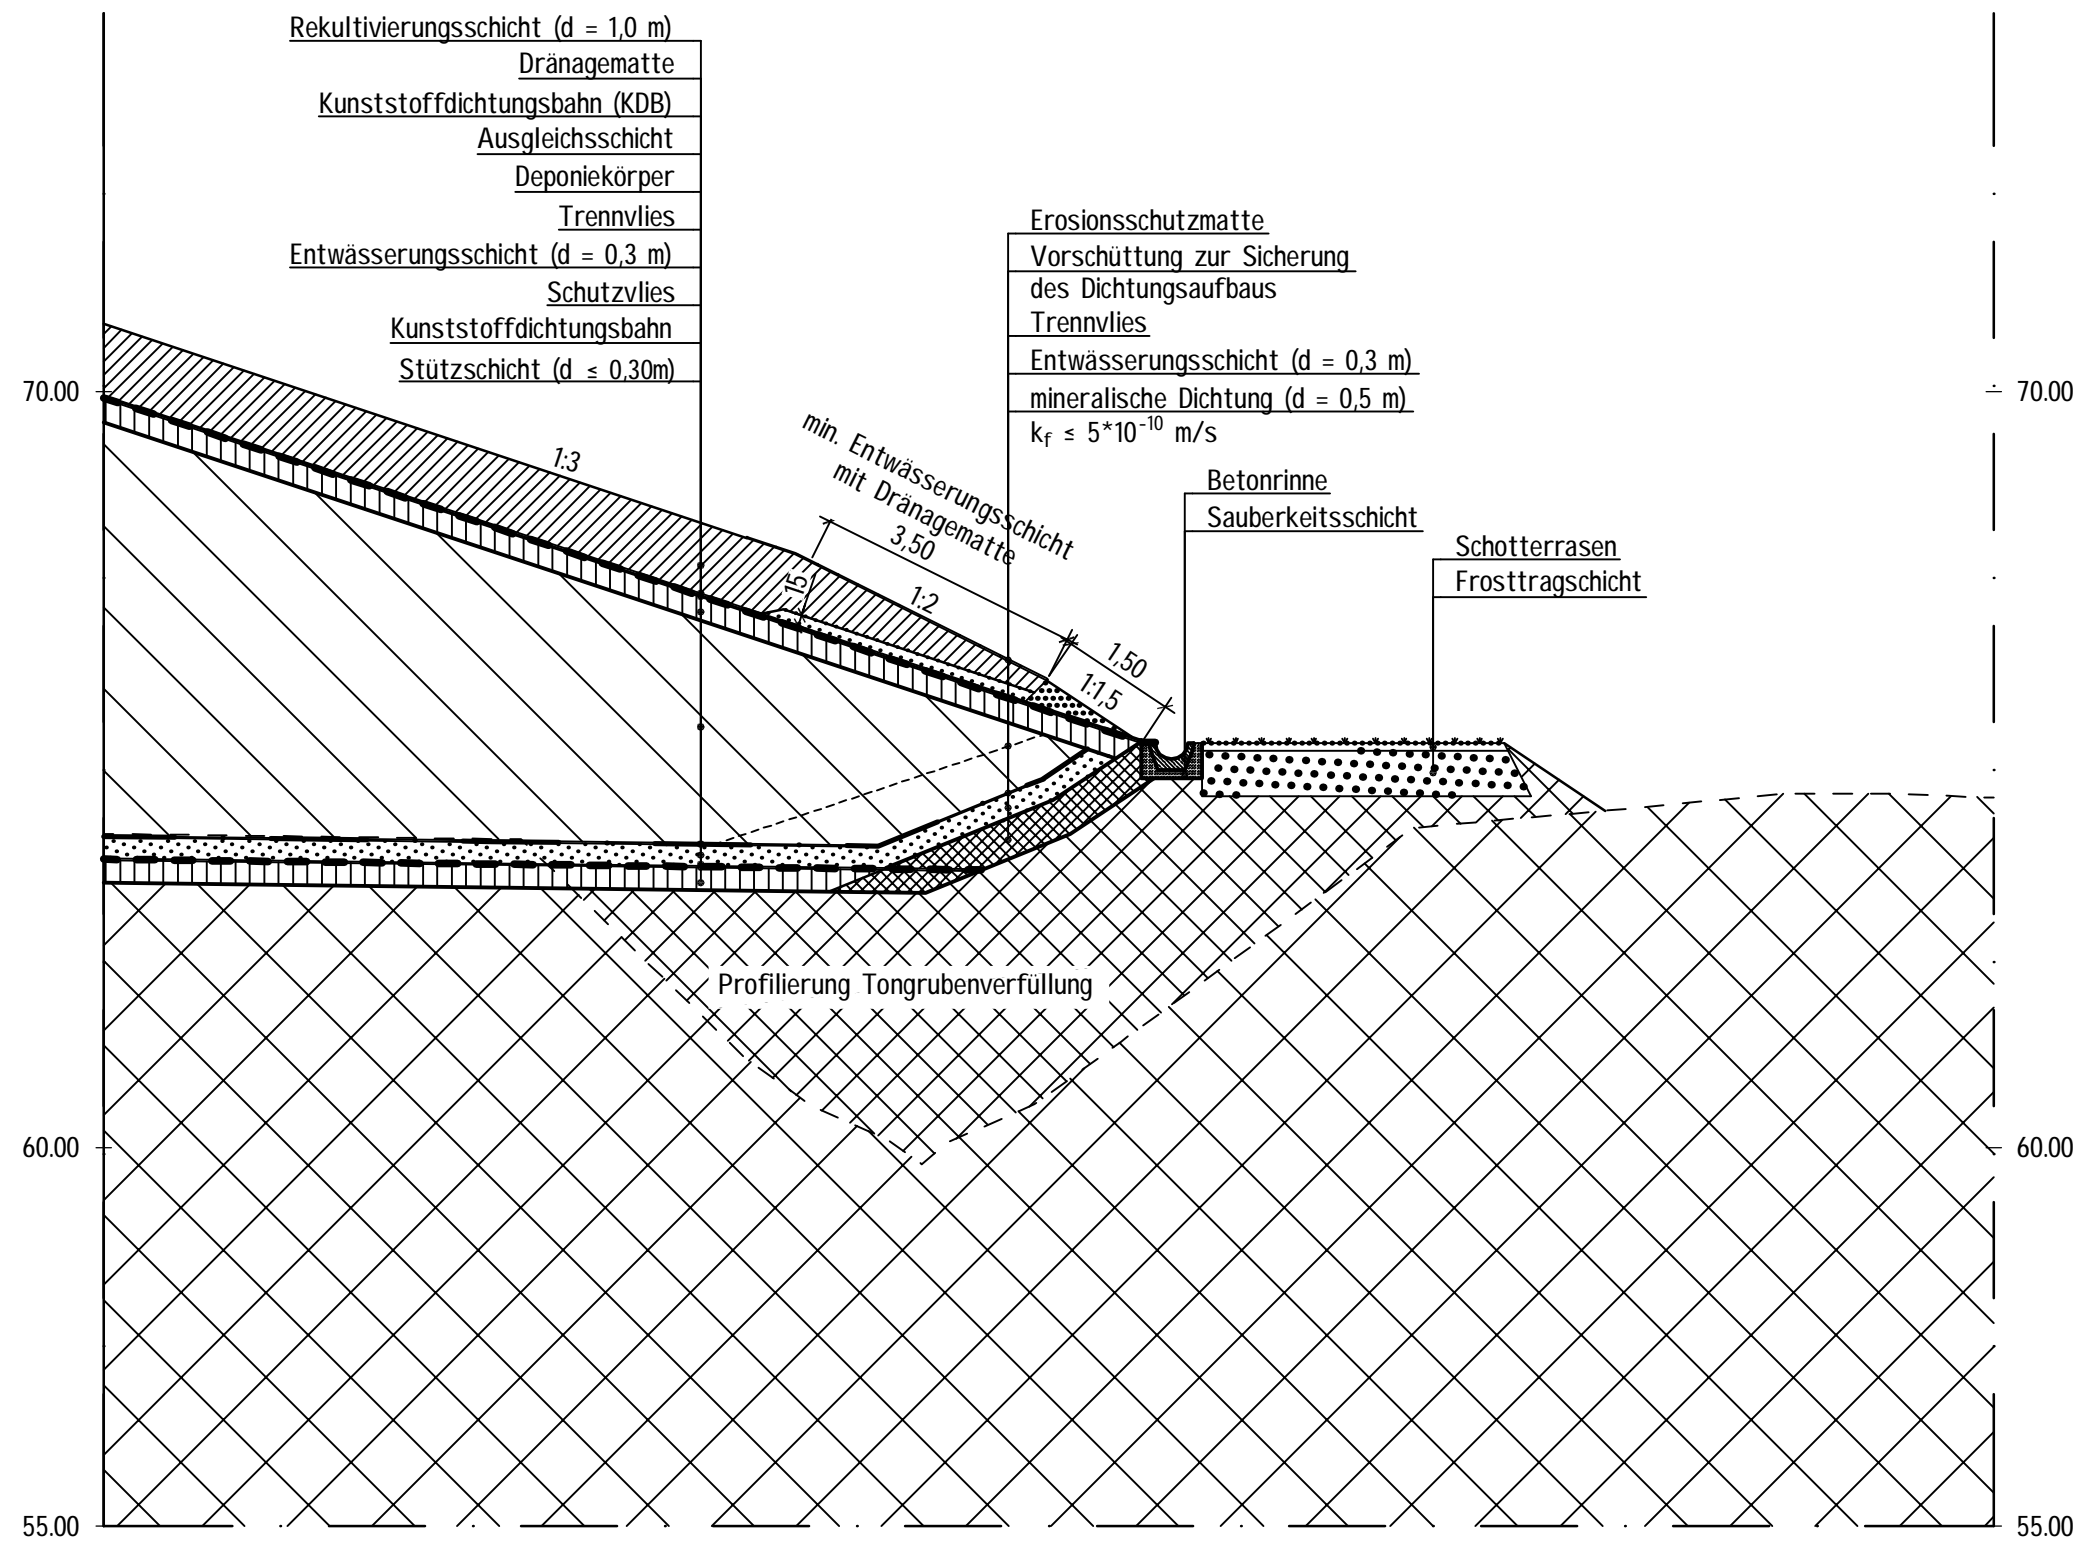 Rekultivierungsschicht (d = 1,0 m)
Dränagematte
Kunststoffdichtungsbahn (KDB)
Ausgleichsschicht
Deponiekörper
Trennvlies
Entwässerungsschicht (d = 0,3 m)
Schutzvlies
Kunststoffdichtungsbahn
Stützschicht (d ≤ 0,30m)
Erosionsschutzmatte
Vorschüttung zur Sicherung
des Dichtungsaufbaus
Trennvlies
Entwässerungsschicht (d = 0,3 m)
mineralische Dichtung (d = 0,5 m)
k_f ≤ 5*10⁻¹⁰ m/s
Betonrinne
Sauberkeitsschicht
Schotterrasen
Frosttragschicht
70.00
70.00
1:3
min. Entwässerungsschicht
mit Dränagematte
3,50
15
1:2
1,50
1:1,5
Profilierung Tongrubenverfüllung
60.00
60.00
55.00
55.00